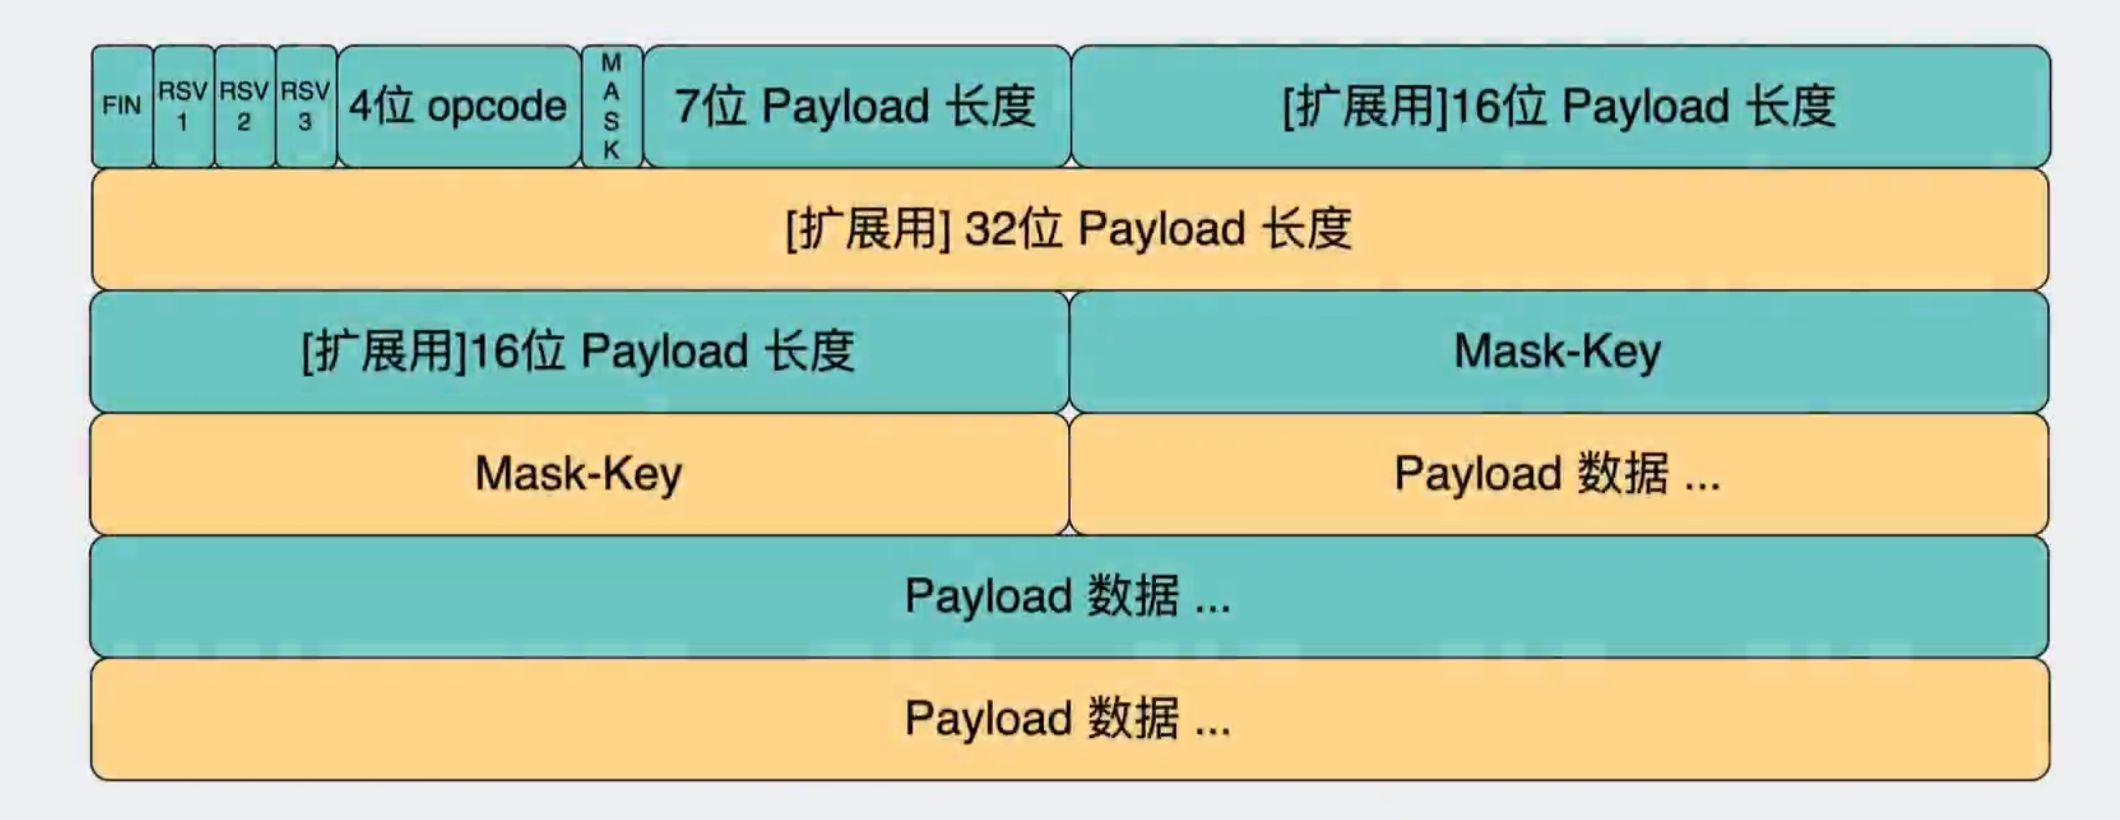 FIN
RSV
1
RSV
2
RSV
3
4位 opcode
M
A
S
K
7位 Payload 长度
[扩展用]16位 Payload 长度
[扩展用] 32位 Payload 长度
[扩展用]16位 Payload 长度
Mask-Key
Mask-Key
Payload 数据 ...
Payload 数据 ...
Payload 数据 ...